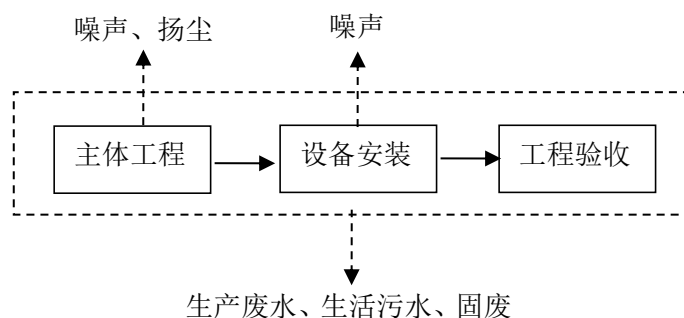 噪声、扬尘
噪声
主体工程
设备安装
工程验收
生产废水、生活污水、固废